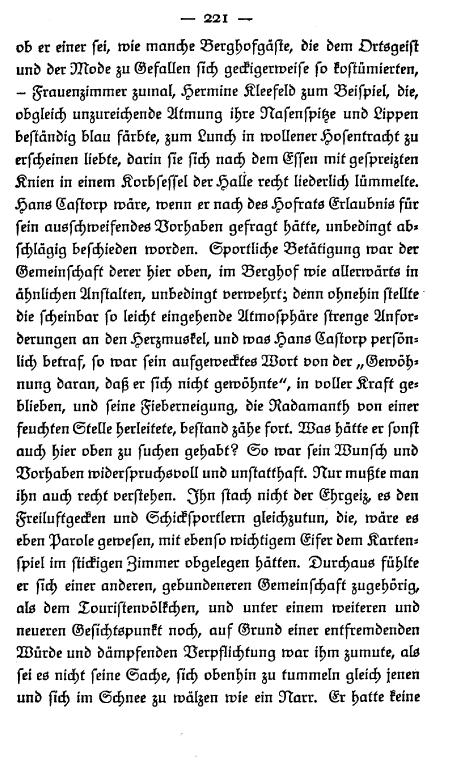 — 221 —
ob er einer sei, wie manche Berghofgäste, die dem Ortsgeist
und der Mode zu Gefallen sich geckigerweise so kostümierten,
– Frauenzimmer zumal, Hermine Kleefeld zum Beispiel, die,
obgleich unzureichende Atmung ihre Nasenspitze und Lippen
beständig blau färbte, zum Lunch in wollener Hosentracht zu
erscheinen liebte, darin sie sich nach dem Essen mit gespreizten
Knien in einem Korbsessel der Halle recht liederlich lümmelte.
Hans Castorp wäre, wenn er nach des Hofrats Erlaubnis für
sein ausschweifendes Vorhaben gefragt hätte, unbedingt ab-
schlägig beschieden worden. Sportliche Betätigung war der
Gemeinschaft derer hier oben, im Berghof wie allerwärts in
ähnlichen Anstalten, unbedingt verwehrt; denn ohnehin stellte
die scheinbar so leicht eingehende Atmosphäre strenge Anfor-
derungen an den Herzmuskel, und was Hans Castorp persön-
lich betraf, so war sein aufgewecktes Wort von der „Gewöh-
nung daran, daß er sich nicht gewöhnte“, in voller Kraft ge-
blieben, und seine Fieberneigung, die Radamanth von einer
feuchten Stelle herleitete, bestand zähe fort. Was hätte er sonst
auch hier oben zu suchen gehabt? So war sein Wunsch und
Vorhaben widerspruchsvoll und unstatthaft. Nur mußte man
ihn auch recht verstehen. Ihn stach nicht der Ehrgeiz, es den
Freiluftgecken und Schicksportlern gleichzutun, die, wäre es
eben Parole gewesen, mit ebenso wichtigem Eifer dem Karten-
spiel im stickigen Zimmer obgelegen hätten. Durchaus fühlte
er sich einer anderen, gebundeneren Gemeinschaft zugehörig,
als dem Touristenvölkchen, und unter einem weiteren und
neueren Gesichtspunkt noch, auf Grund einer entfremdenden
Würde und dämpfenden Verpflichtung war ihm zumute, als
sei es nicht seine Sache, sich obenhin zu tummeln gleich jenen
und sich im Schnee zu wälzen wie ein Narr. Er hatte keine